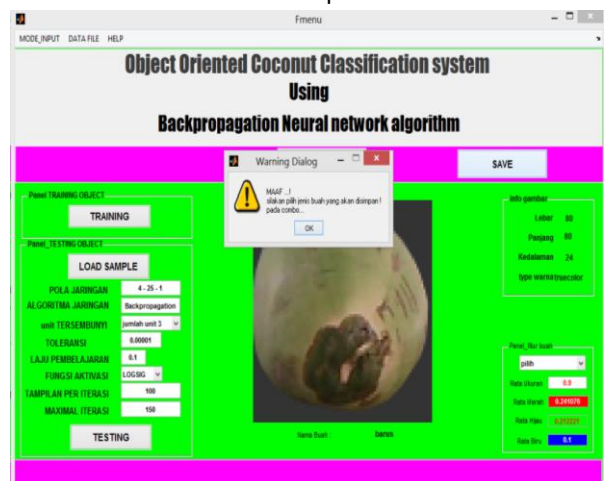 Fmenu
MODE_INPUT DATA FILE HELP
Object Oriented Coconut Classification system
Using
Backpropagation Neural network algorithm
Warning Dialog
MAAF ...!
silakan pilih jenis buah yang akan disimpan !
pada combo...
OK
SAVE
Panel TRAINING OBJECT
TRAINING
Panel_TESTING OBJECT
LOAD SAMPLE
POLA JARINGAN 4 - 25 - 1
ALGORITMA JARINGAN Backpropagation
unit TERSEMBUNYI jumlah unit 3
TOLERANSI 0.00001
LAJU PEMBELAJARAN 0.1
FUNGSI AKTIVASI LOGSIG
TAMPILAN PER ITERASI 100
MAXIMAL ITERASI 150
TESTING
Nama Buah :
Info gambar
Lebar 80
Panjang 80
Kedalaman 24
type warna truecolor
Panel_fitur buah
pilih
Rata Ukuran 0.0
Rata Merah 0.241076
Rata Hijau 0.212221
Rata Biru 0.1